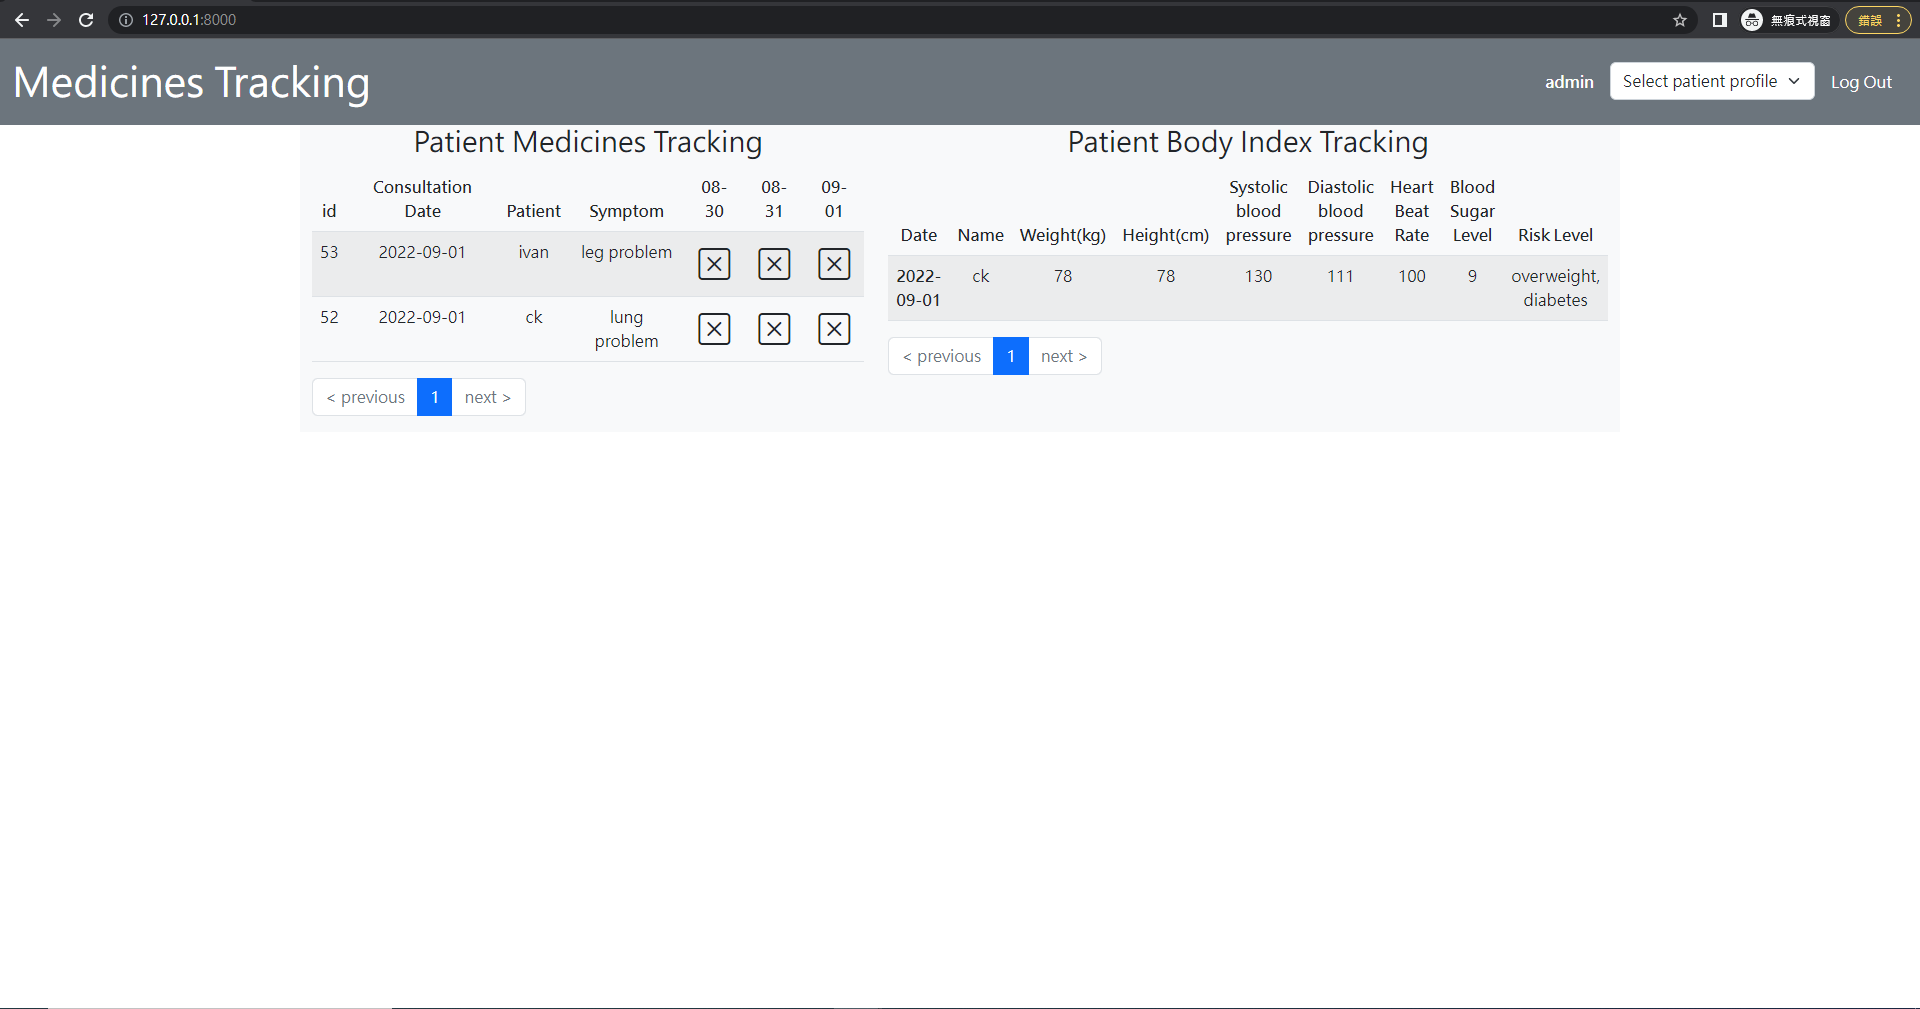 127.0.0.1:8000
無痕式視窗
錯誤
Medicines Tracking
admin
Select patient profile
Log Out
Patient Medicines Tracking
id
Consultation
Date
Patient
Symptom
08-
30
08-
31
09-
01
53
2022-09-01
ivan
leg problem
52
2022-09-01
ck
lung
problem
< previous
1
next >
Patient Body Index Tracking
Date
Name
Weight(kg)
Height(cm)
Systolic
blood
pressure
Diastolic
blood
pressure
Heart
Beat
Rate
Blood
Sugar
Level
Risk Level
2022-
09-01
ck
78
78
130
111
100
9
overweight,
diabetes
< previous
1
next >